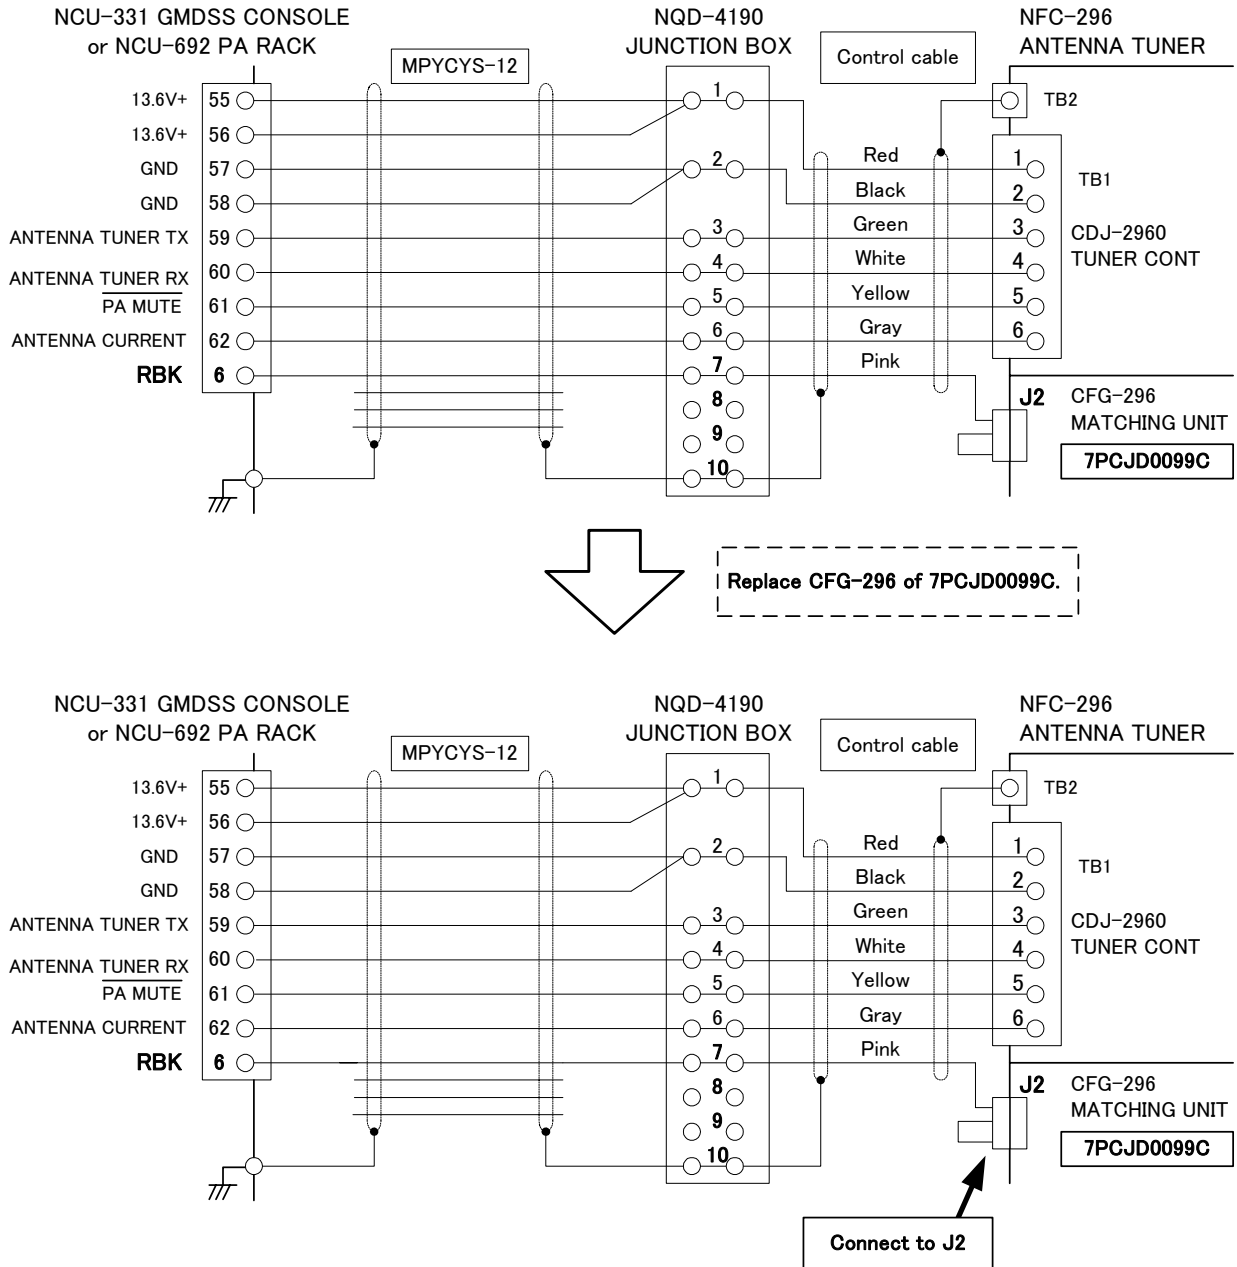 NCU-331 GMDSS CONSOLE
or NCU-692 PA RACK
NQD-4190
JUNCTION BOX
NFC-296
ANTENNA TUNER
MPYCYS-12
Control cable
13.6V+ 55 1 TB2
13.6V+ 56
GND 57 2 Red 1
TB1
GND 58 Black 2
ANTENNA TUNER TX 59 3 Green 3
CDJ-2960
TUNER CONT
ANTENNA TUNER RX 60 4 White 4
PA MUTE 61 5 Yellow 5
ANTENNA CURRENT 62 6 Gray 6
RBK 6 7 Pink
8
9
10
J2 CFG-296
MATCHING UNIT
7PCJD0099C
Replace CFG-296 of 7PCJD0099C.
NCU-331 GMDSS CONSOLE
or NCU-692 PA RACK
NQD-4190
JUNCTION BOX
NFC-296
ANTENNA TUNER
MPYCYS-12
Control cable
13.6V+ 55 1 TB2
13.6V+ 56
GND 57 2 Red 1
TB1
GND 58 Black 2
ANTENNA TUNER TX 59 3 Green 3
CDJ-2960
TUNER CONT
ANTENNA TUNER RX 60 4 White 4
PA MUTE 61 5 Yellow 5
ANTENNA CURRENT 62 6 Gray 6
RBK 6 7 Pink
8
9
10
J2 CFG-296
MATCHING UNIT
7PCJD0099C
Connect to J2